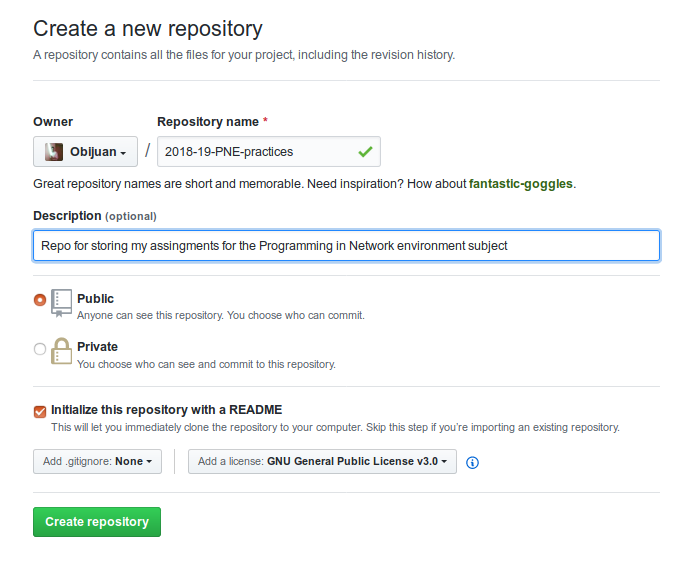 Create a new repository
A repository contains all the files for your project, including the revision history.
Owner
Repository name *
Obijuan / 2018-19-PNE-practices
Great repository names are short and memorable. Need inspiration? How about fantastic-goggles.
Description (optional)
Repo for storing my assingments for the Programming in Network environment subject
Public
Anyone can see this repository. You choose who can commit.
Private
You choose who can see and commit to this repository.
Initialize this repository with a README
This will let you immediately clone the repository to your computer. Skip this step if you're importing an existing repository.
Add .gitignore: None
Add a license: GNU General Public License v3.0
Create repository